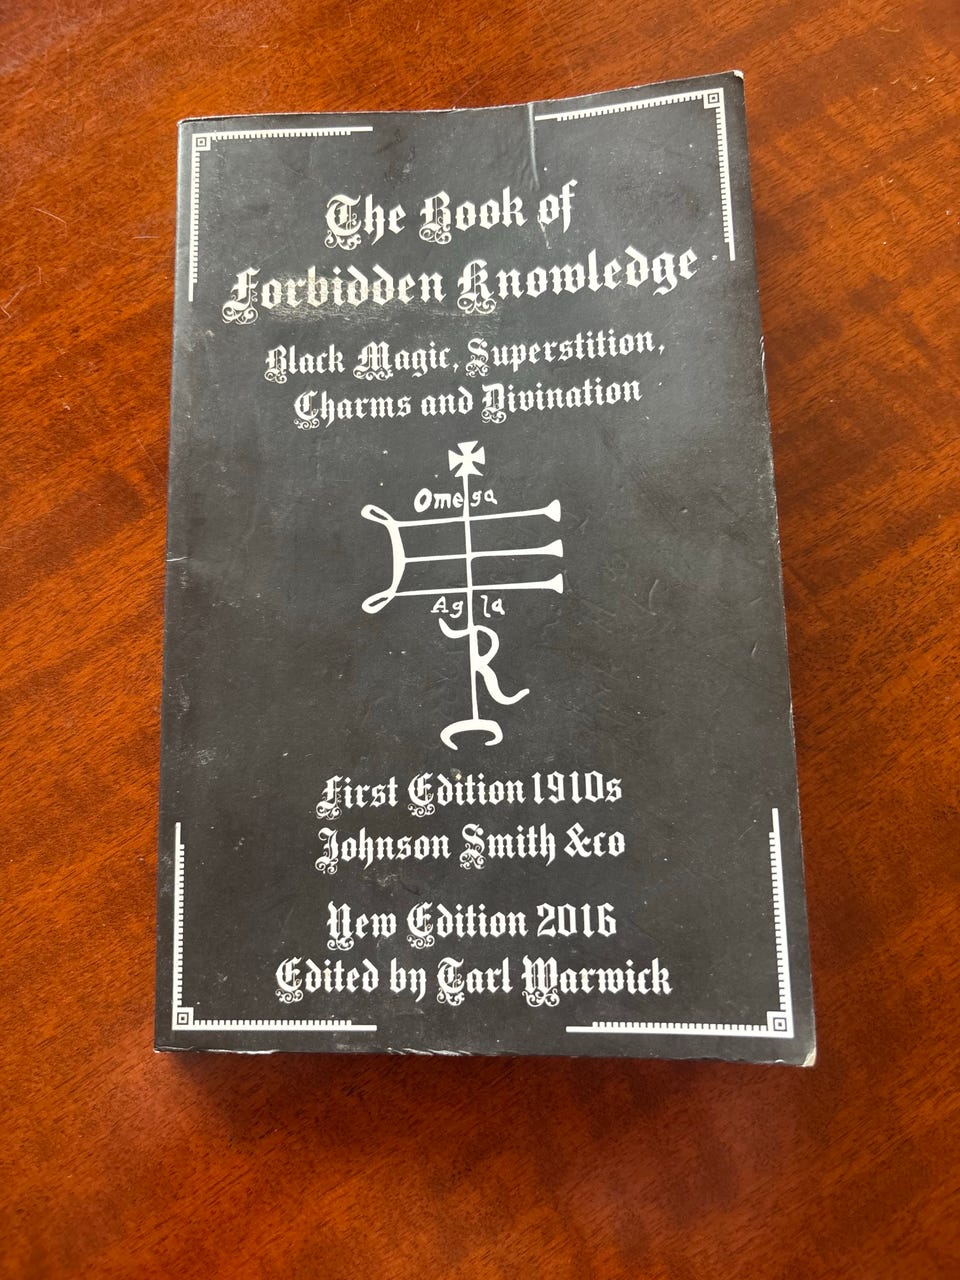 The Book of
Forbidden Knowledge
Black Magic, Superstition,
Charms and Divination
Omega
Agla
R
First Edition 1910s
Johnson Smith &co
New Edition 2016
Edited by Tarl Warwick